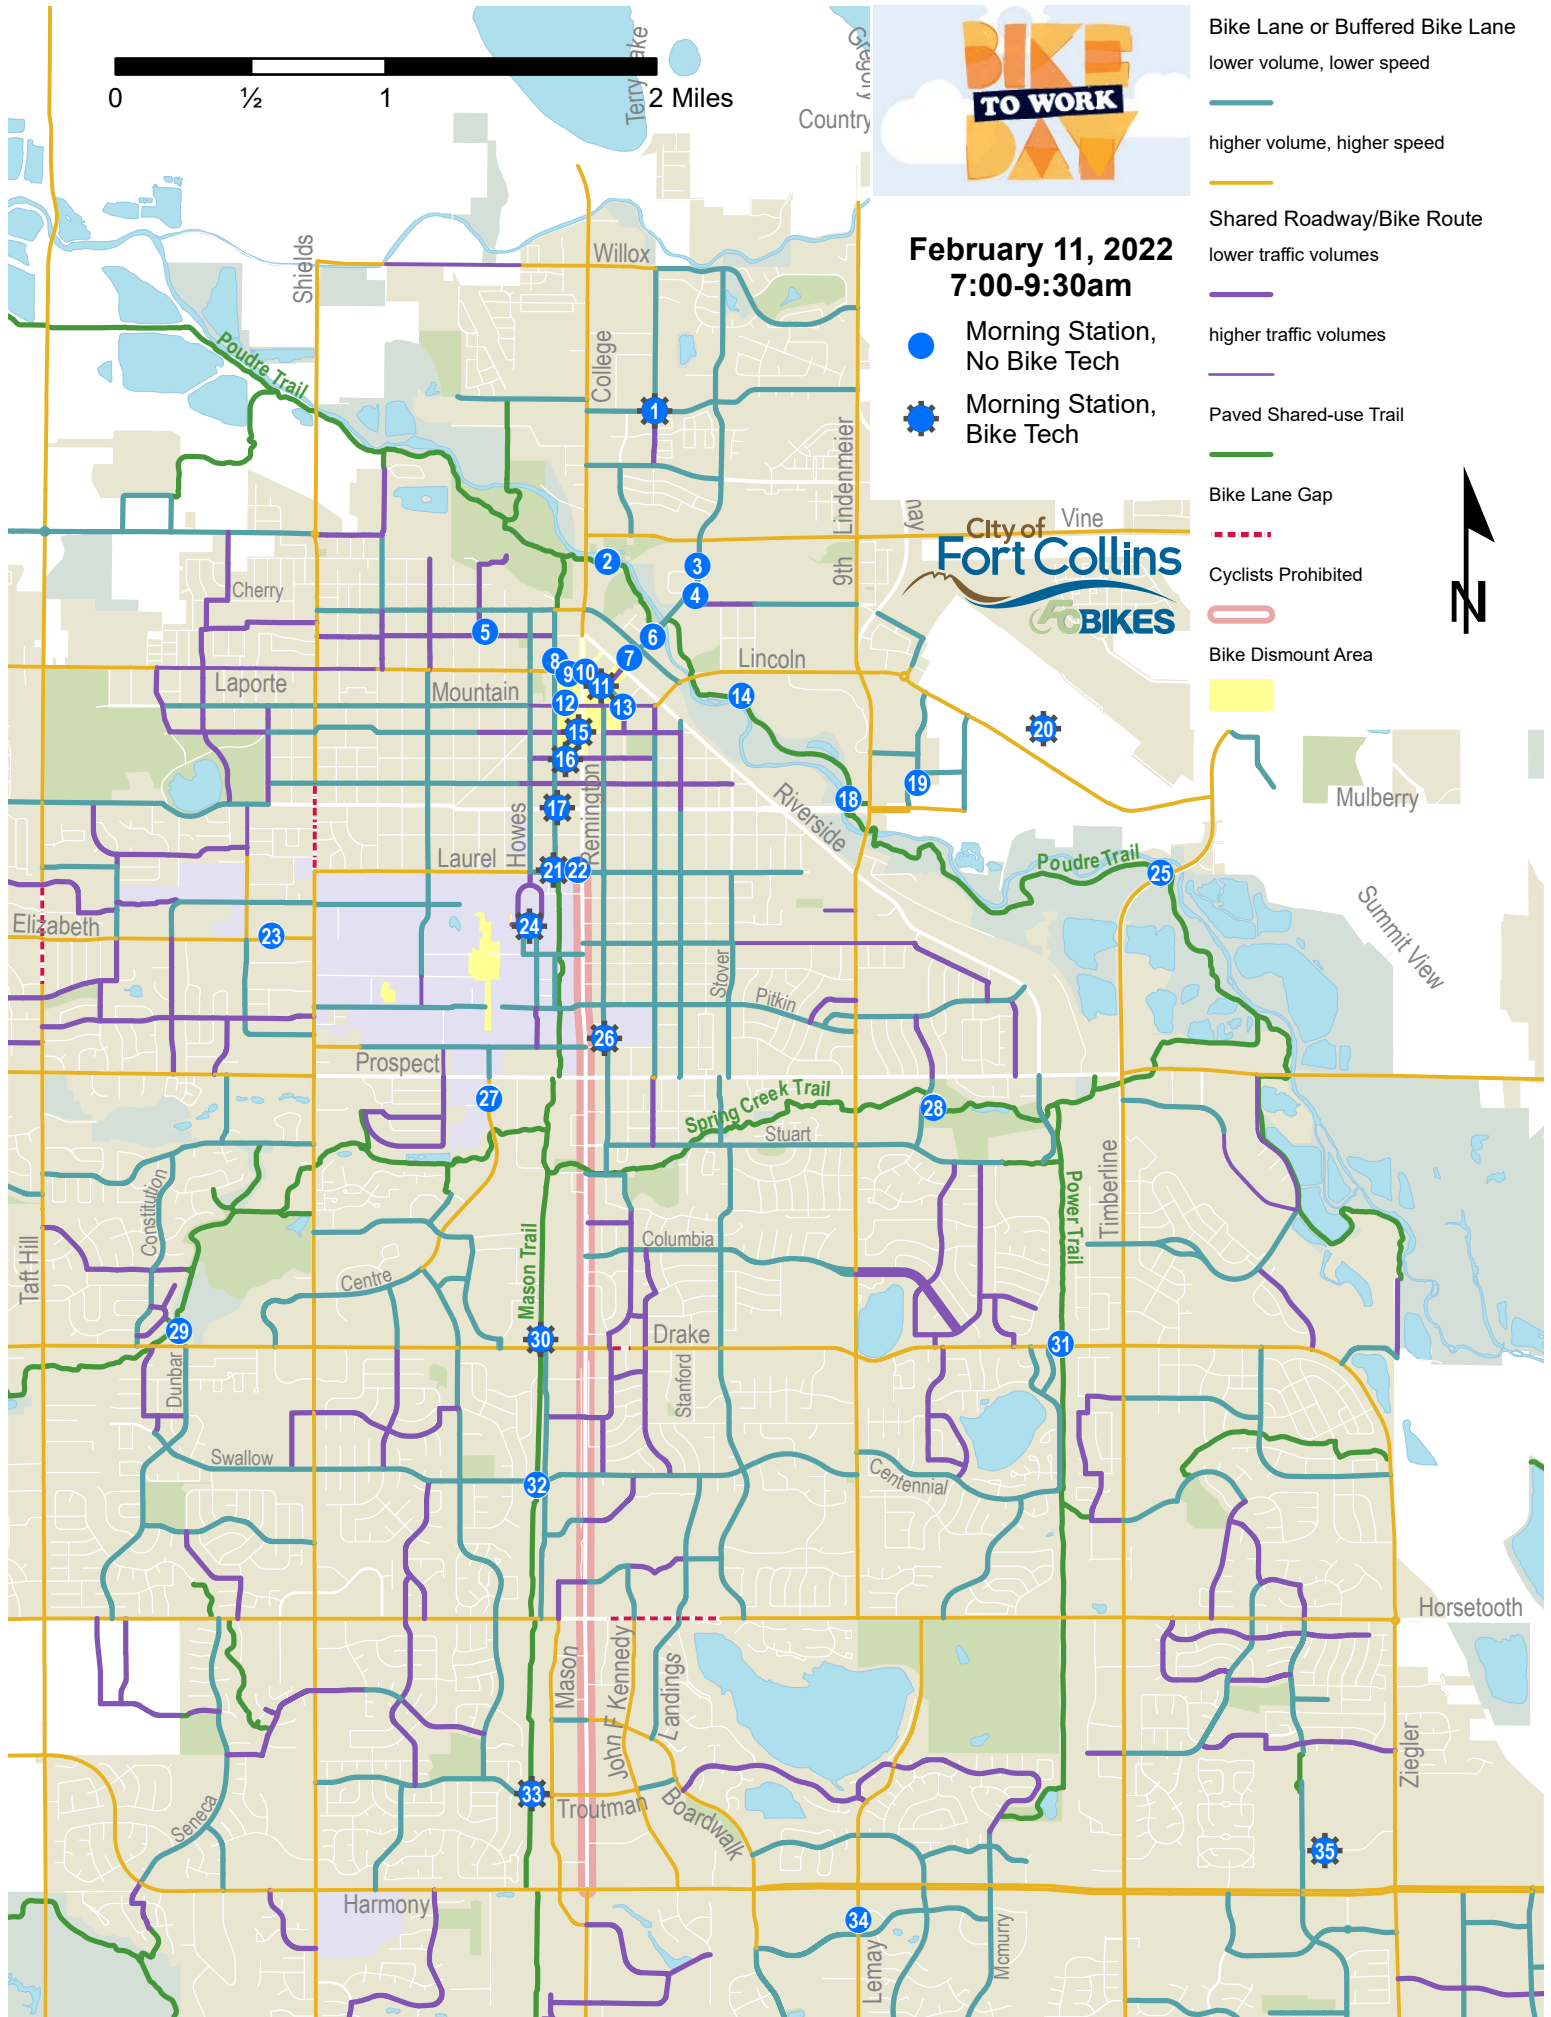 0
½
1
2 Miles
Terry Lake
Gregory
Country
BIKE
TO WORK
DAY
February 11, 2022
7:00-9:30am
Morning Station,
No Bike Tech
Morning Station,
Bike Tech
Bike Lane or Buffered Bike Lane
lower volume, lower speed
higher volume, higher speed
Shared Roadway/Bike Route
lower traffic volumes
higher traffic volumes
Paved Shared-use Trail
Bike Lane Gap
Cyclists Prohibited
Bike Dismount Area
N
City of
Fort Collins
FCBIKES
Willox
Shields
College
Poudre Trail
1
Lindenmeier
9th
Vine
2
3
4
Cherry
5
6
7
8
9
10
11
12
13
14
Lincoln
Laporte
Mountain
15
16
17
18
19
20
Mulberry
Riverside
Remington
Howes
Laurel
21
22
Poudre Trail
25
Summit View
Elizabeth
23
24
Stover
Pitkin
26
Prospect
27
28
Spring Creek Trail
Stuart
Constitution
Power Trail
Timberline
Taft Hill
Mason Trail
Columbia
Centre
29
30
Drake
31
Dunbar
Stanford
Swallow
32
Centennial
Horsetooth
Mason
John F Kennedy
Landings
Ziegler
33
Troutman
Boardwalk
Seneca
35
Harmony
34
Lemay
Mcmurry